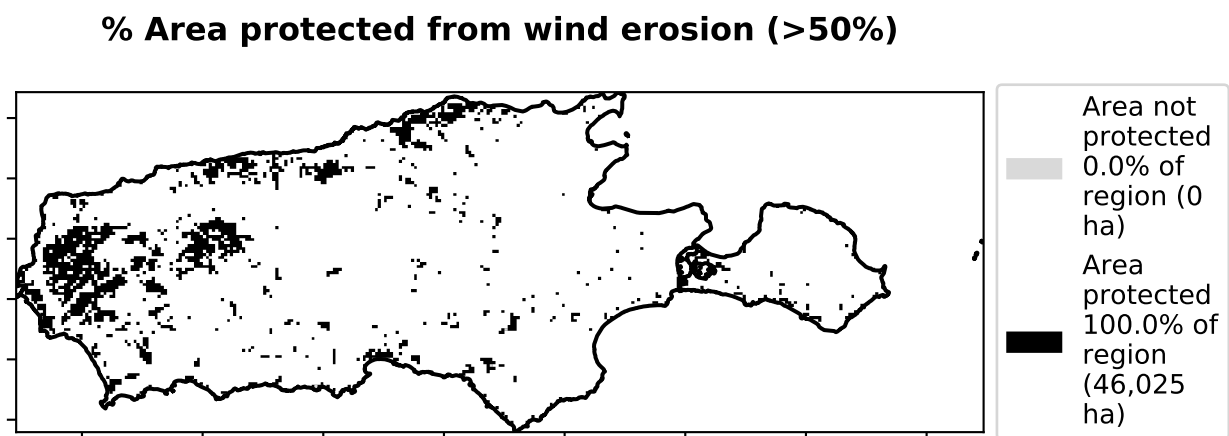 % Area protected from wind erosion (>50%)
Area not
protected
0.0% of
region (0
ha)
Area
protected
100.0% of
region
(46,025
ha)